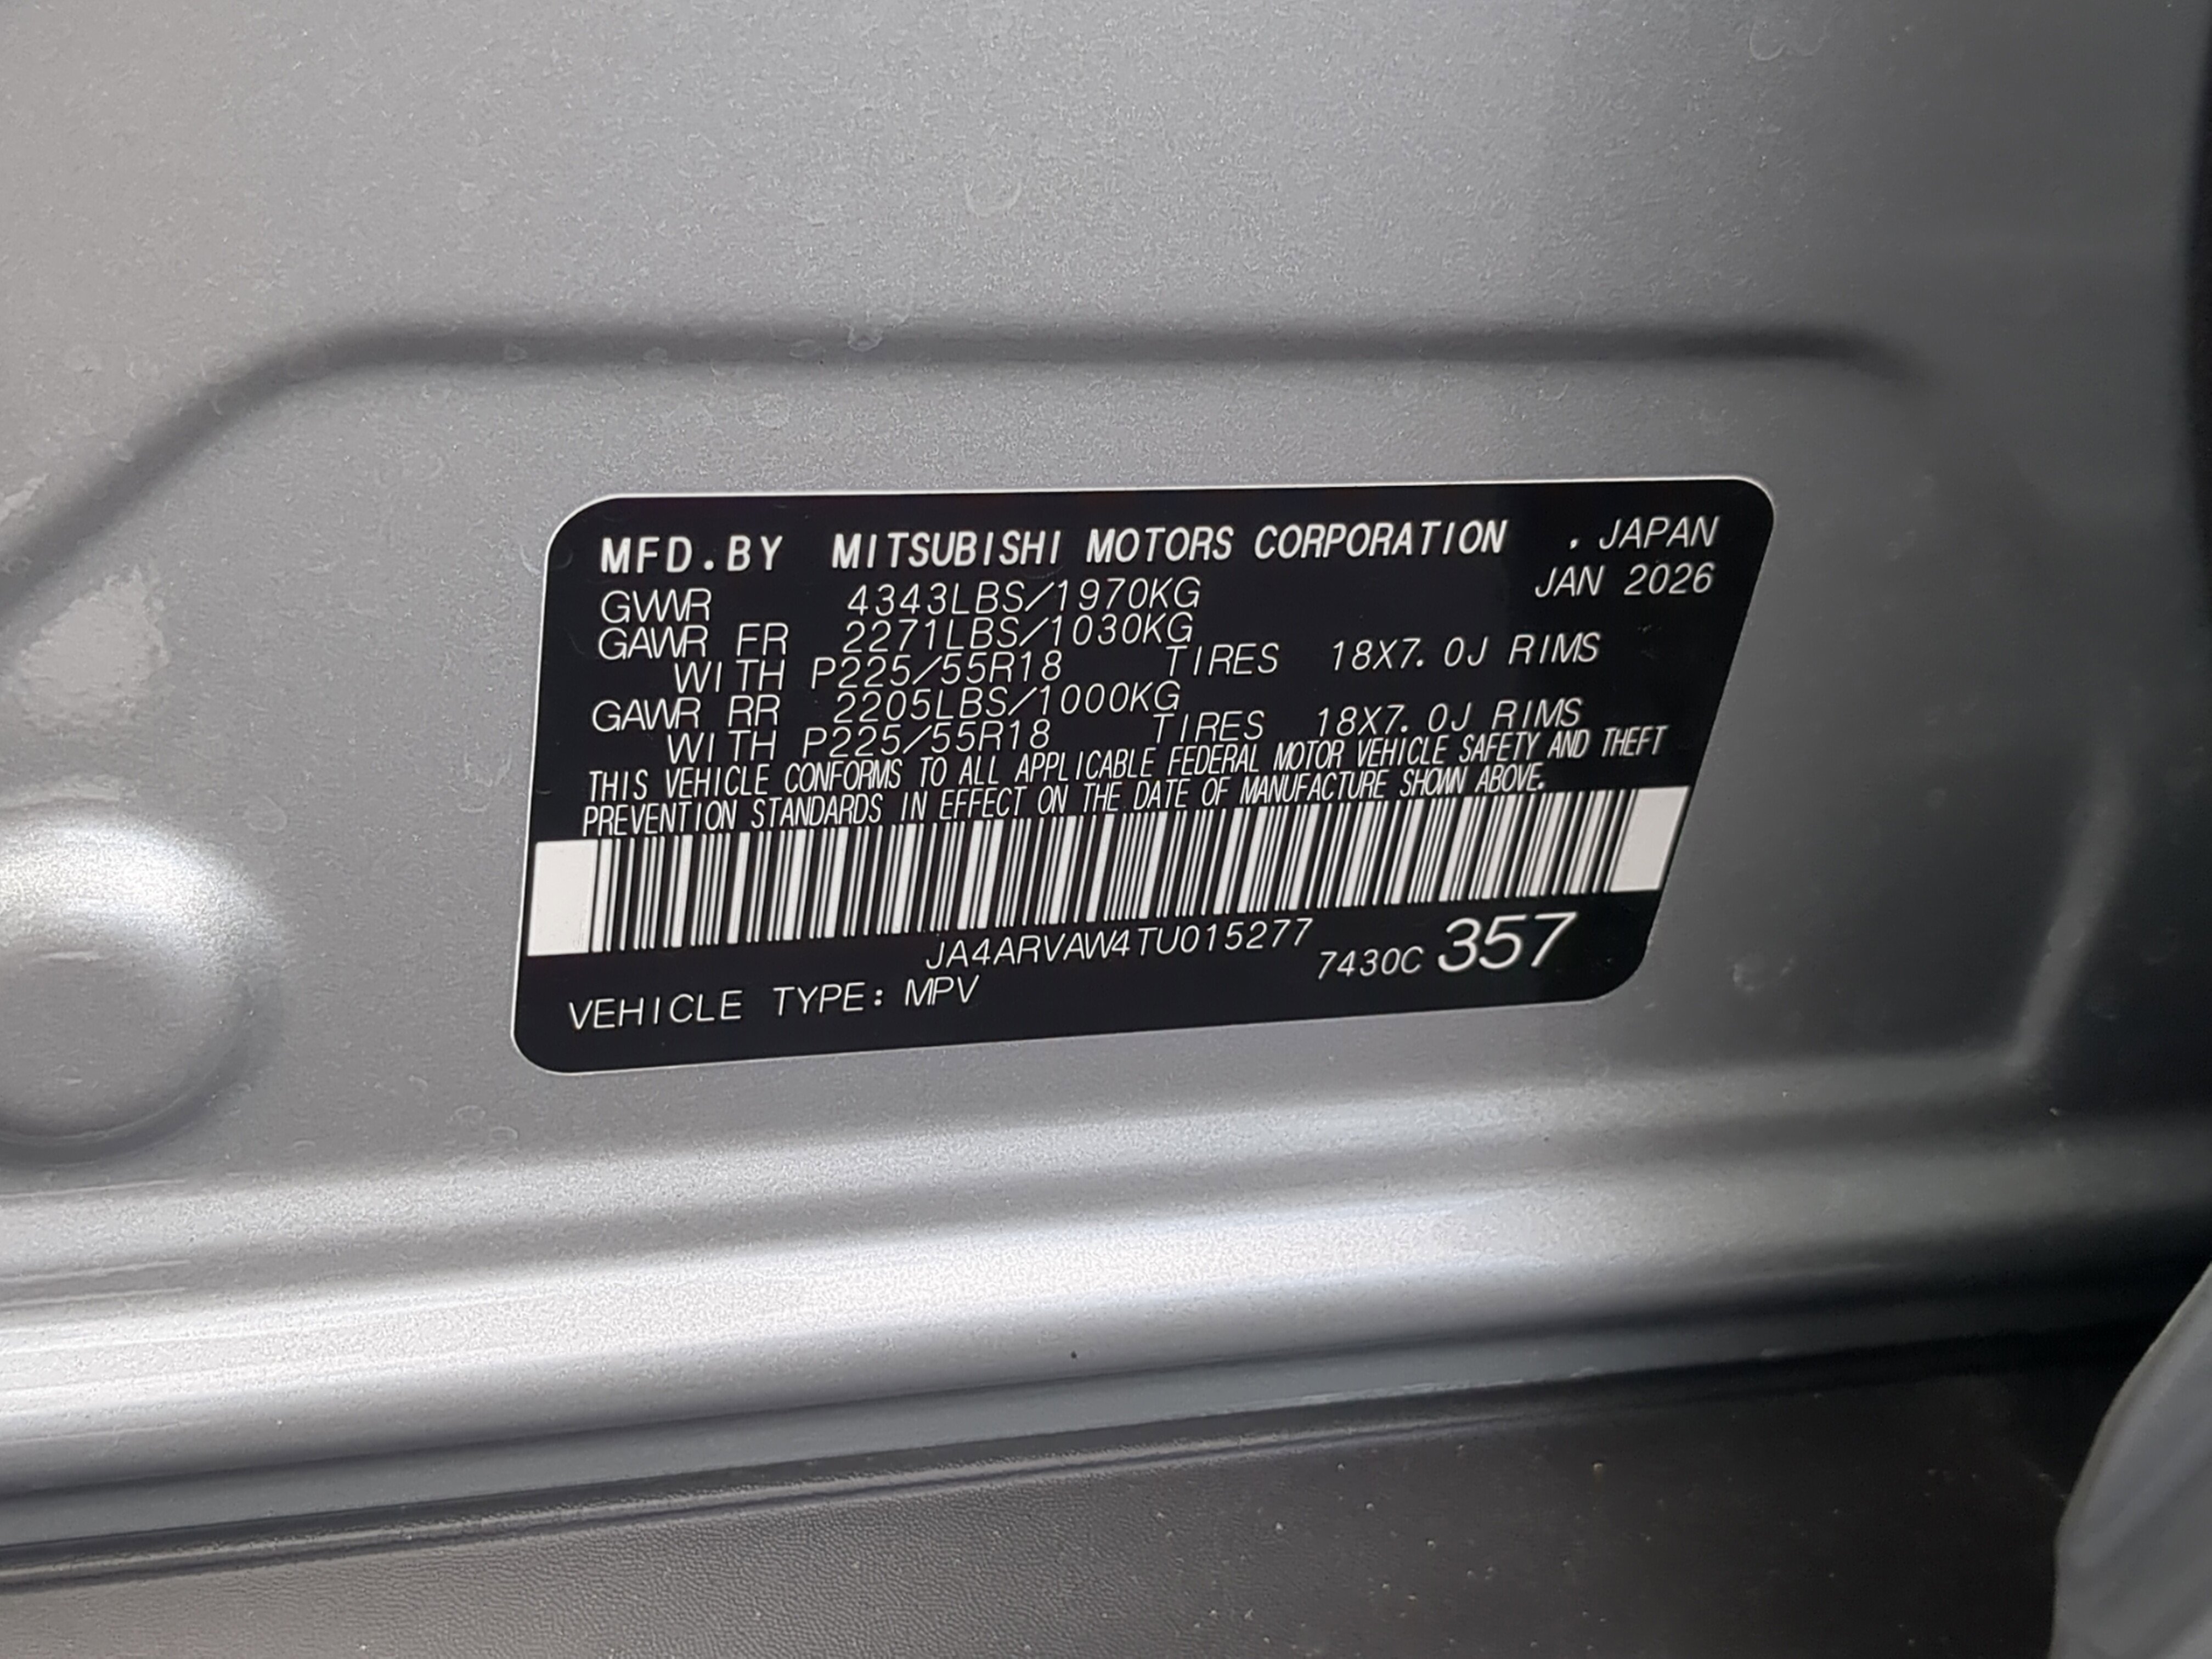 MFD.BY MITSUBISHI MOTORS CORPORATION , JAPAN
GVWR 4343LBS/1970KG JAN 2026
GAWR FR 2271LBS/1030KG
WITH P225/55R18 TIRES 18X7.0J RIMS
GAWR RR 2205LBS/1000KG
WITH P225/55R18 TIRES 18X7.0J RIMS
THIS VEHICLE CONFORMS TO ALL APPLICABLE FEDERAL MOTOR VEHICLE SAFETY AND THEFT
PREVENTION STANDARDS IN EFFECT ON THE DATE OF MANUFACTURE SHOWN ABOVE.
JA4ARVAW4TU015277 7430C 357
VEHICLE TYPE: MPV